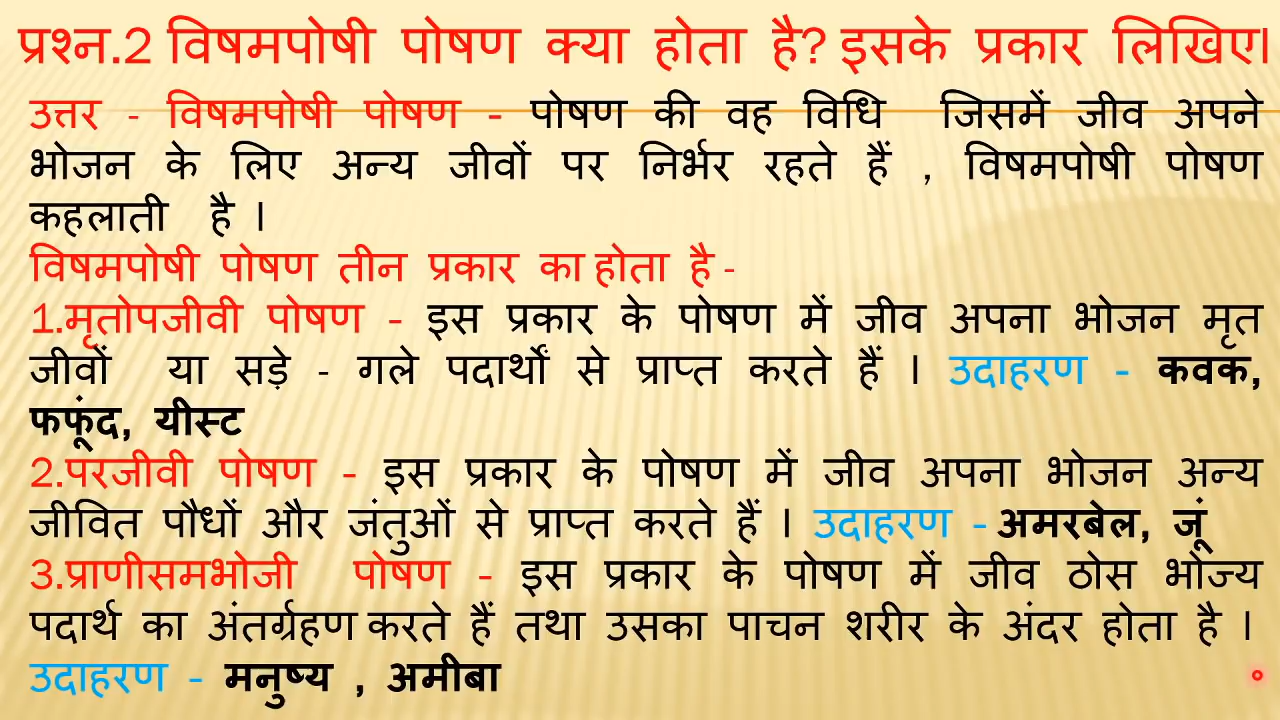 प्रश्न.2 विषमपोषी पोषण क्या होता है? इसके प्रकार लिखिए।
उत्तर - विषमपोषी पोषण - पोषण की वह विधि जिसमें जीव अपने
भोजन के लिए अन्य जीवों पर निर्भर रहते हैं , विषमपोषी पोषण
कहलाती है ।
विषमपोषी पोषण तीन प्रकार का होता है -
1.मृतोपजीवी पोषण - इस प्रकार के पोषण में जीव अपना भोजन मृत
जीवों या सड़े - गले पदार्थों से प्राप्त करते हैं । उदाहरण - कवक,
फफूंद, यीस्ट
2.परजीवी पोषण - इस प्रकार के पोषण में जीव अपना भोजन अन्य
जीवित पौधों और जंतुओं से प्राप्त करते हैं । उदाहरण - अमरबेल, जूं
3.प्राणीसमभोजी पोषण - इस प्रकार के पोषण में जीव ठोस भोज्य
पदार्थ का अंतर्ग्रहण करते हैं तथा उसका पाचन शरीर के अंदर होता है ।
उदाहरण - मनुष्य , अमीबा